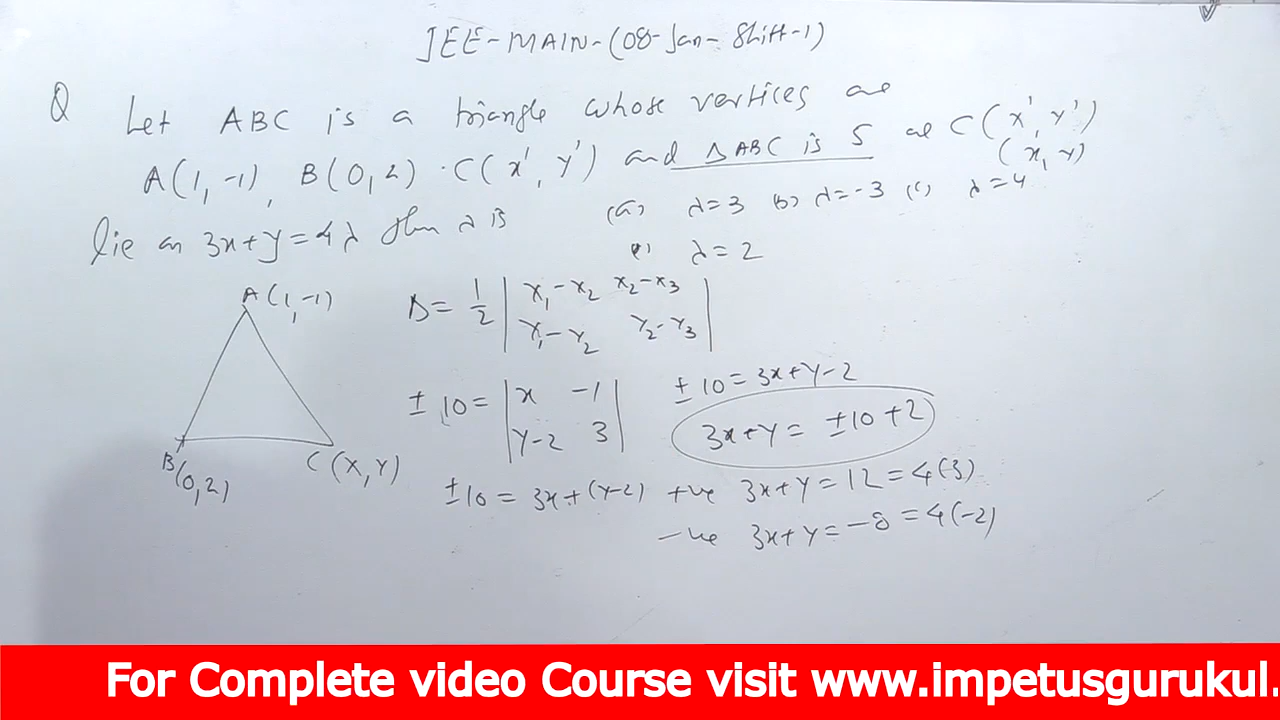 JEE-MAIN-(08-Jan-Shift-1)
Q Let ABC is a triangle whose vertices are
A(1,-1), B(0,2) . C(x', y') and ΔABC is 5 ae C(x', y')
(x, y)
lie on 3x+y=4λ then λ is (a) λ=3 (b) λ=-3 (c) λ=4
λ=2
A(1,-1)
B(0,2)
C(x,y)
Δ= 1/2 | x₁-x₂ x₂-x₃ |
| y₁-y₂ y₂-y₃ |
± 10 = | x -1 |
| y-2 3 |
± 10 = 3x+y-2
3x+y = ±10+2
±10 = 3x+(y-2)
+ve 3x+y=12=4(3)
-ve 3x+y=-8=4(-2)
For Complete video Course visit www.impetusgurukul.